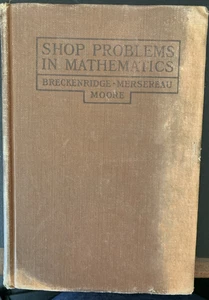 SHOP PROBLEMS
IN MATHEMATICS
BRECKENRIDGE · MERSEREAU
MOORE